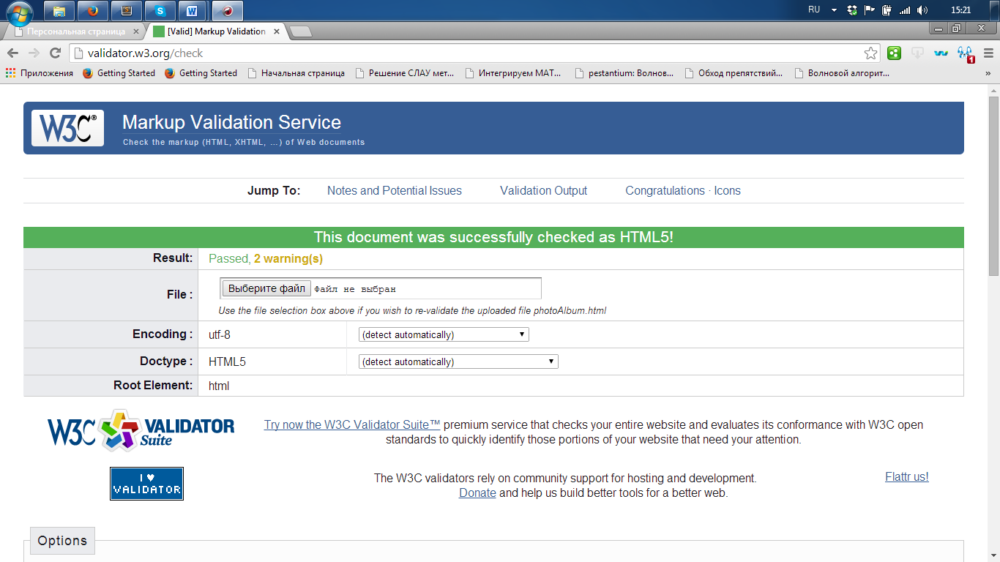 RU 15:21
Персональная страница [Valid] Markup Validation
validator.w3.org/check
1
Приложения Getting Started Getting Started Начальная страница Решение СЛАУ мет... Интегрируем MAT... pestantium: Волнов... Обход препятствий... Волновой алгорит... »
W3C® Markup Validation Service
Check the markup (HTML, XHTML, …) of Web documents
Jump To: Notes and Potential Issues Validation Output Congratulations · Icons
This document was successfully checked as HTML5!
Result: Passed, 2 warning(s)
File : Выберите файл Файл не выбран
Use the file selection box above if you wish to re-validate the uploaded file photoAlbum.html
Encoding : utf-8 (detect automatically)
Doctype : HTML5 (detect automatically)
Root Element: html
W3C VALIDATOR Suite
Try now the W3C Validator Suite™ premium service that checks your entire website and evaluates its conformance with W3C open
standards to quickly identify those portions of your website that need your attention.
I ♥
VALIDATOR
The W3C validators rely on community support for hosting and development. Flattr us!
Donate and help us build better tools for a better web.
Options